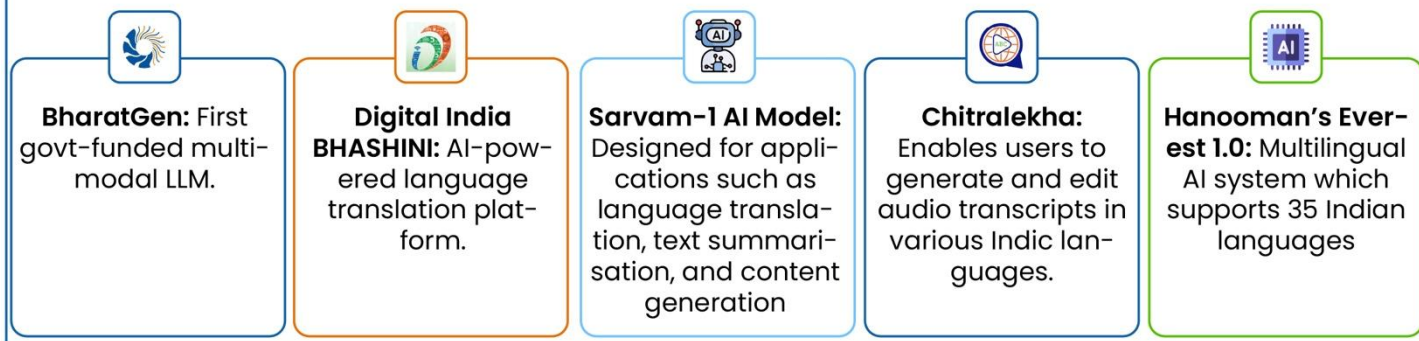 BharatGen: First
govt-funded multi-
modal LLM.
Digital India
BHASHINI: AI-pow-
ered language
translation plat-
form.
AI
Sarvam-1 AI Model:
Designed for appli-
cations such as
language transla-
tion, text summari-
sation, and content
generation
ABC
Chitralekha:
Enables users to
generate and edit
audio transcripts in
various Indic lan-
guages.
AI
Hanooman’s Ever-
est 1.0: Multilingual
AI system which
supports 35 Indian
languages